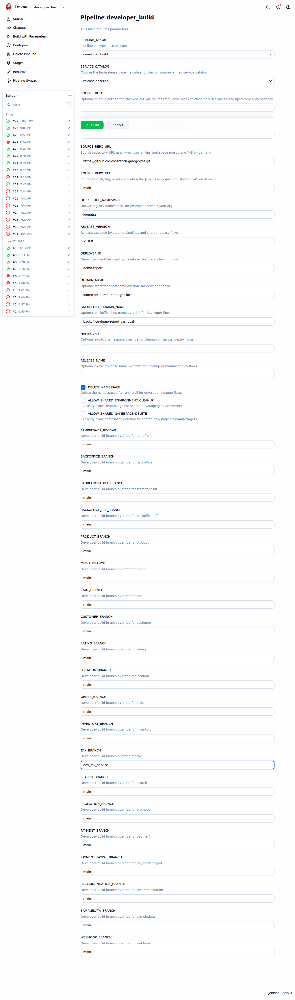 Jenkins / developer_build
Status
Changes
Build with Parameters
Configure
Delete Pipeline
Stages
Rename
Pipeline Syntax
Builds
Filter /
Today
#27 10:20 PM
#26 9:07 PM
#25 8:59 PM
#24 8:54 PM
#23 8:41 PM
#22 8:36 PM
#21 8:28 PM
#20 8:13 PM
#19 8:10 PM
#18 7:45 PM
#17 7:44 PM
#16 7:42 PM
#15 7:40 PM
#14 7:31 PM
#13 7:29 PM
#12 7:27 PM
#11 3:24 AM
June 27, 2026
#10 8:14 PM
#9 8:13 PM
#8 7:28 PM
#7 7:16 PM
#6 7:12 PM
#5 7:08 PM
#4 7:01 PM
#3 7:00 PM
#2 6:57 PM
#1 6:55 PM
Pipeline developer_build
This build requires parameters:
PIPELINE_TARGET
Pipeline entrypoint to execute
developer_build
SERVICE_CATALOG
Choose the first-release baseline subset or the full source-verified service catalog
release-baseline
SOURCE_ROOT
Optional relative path to the checked-out YAS source tree; leave blank to clone or reuse yas-source-upstream/ automatically
Build
Cancel
SOURCE_REPO_URL
Source repository URL used when the Jenkins workspace must clone YAS on demand
https://github.com/nashtech-garage/yas.git
SOURCE_REPO_REF
Source branch, tag, or ref used when the Jenkins workspace must clone YAS on demand
main
DOCKERHUB_NAMESPACE
Docker registry namespace, for example docker.io/your-org
luongtrz
RELEASE_VERSION
Release tag used by staging pipelines and shared release flows
v1.0.0
DEPLOYER_ID
Developer identifier used by developer build and cleanup flows
demo-report
DOMAIN_NAME
Optional storefront hostname override for developer flows
storefront-demo-report.yas.local
BACKOFFICE_DOMAIN_NAME
Optional backoffice hostname override for developer flows
backoffice-demo-report.yas.local
NAMESPACE
Optional explicit namespace override for cleanup or manual deploy flows
RELEASE_NAME
Optional explicit release-name override for cleanup or manual deploy flows
DELETE_NAMESPACE
Delete the namespace after uninstall for developer cleanup flows
ALLOW_SHARED_ENVIRONMENT_CLEANUP
Explicitly allow cleanup against shared dev/staging environments
ALLOW_SHARED_NAMESPACE_DELETE
Explicitly allow namespace deletion for shared dev/staging cleanup targets
STOREFRONT_BRANCH
Developer-build branch override for storefront
main
BACKOFFICE_BRANCH
Developer-build branch override for backoffice
main
STOREFRONT_BFF_BRANCH
Developer-build branch override for storefront-bff
main
BACKOFFICE_BFF_BRANCH
Developer-build branch override for backoffice-bff
main
PRODUCT_BRANCH
Developer-build branch override for product
main
MEDIA_BRANCH
Developer-build branch override for media
main
CART_BRANCH
Developer-build branch override for cart
main
CUSTOMER_BRANCH
Developer-build branch override for customer
main
RATING_BRANCH
Developer-build branch override for rating
main
LOCATION_BRANCH
Developer-build branch override for location
main
ORDER_BRANCH
Developer-build branch override for order
main
INVENTORY_BRANCH
Developer-build branch override for inventory
main
TAX_BRANCH
Developer-build branch override for tax
dev_tax_service
SEARCH_BRANCH
Developer-build branch override for search
main
PROMOTION_BRANCH
Developer-build branch override for promotion
main
PAYMENT_BRANCH
Developer-build branch override for payment
main
PAYMENT_PAYPAL_BRANCH
Developer-build branch override for payment-paypal
main
RECOMMENDATION_BRANCH
Developer-build branch override for recommendation
main
SAMPLEDATA_BRANCH
Developer-build branch override for sampledata
main
WEBHOOK_BRANCH
Developer-build branch override for webhook
main
Jenkins 2.555.3